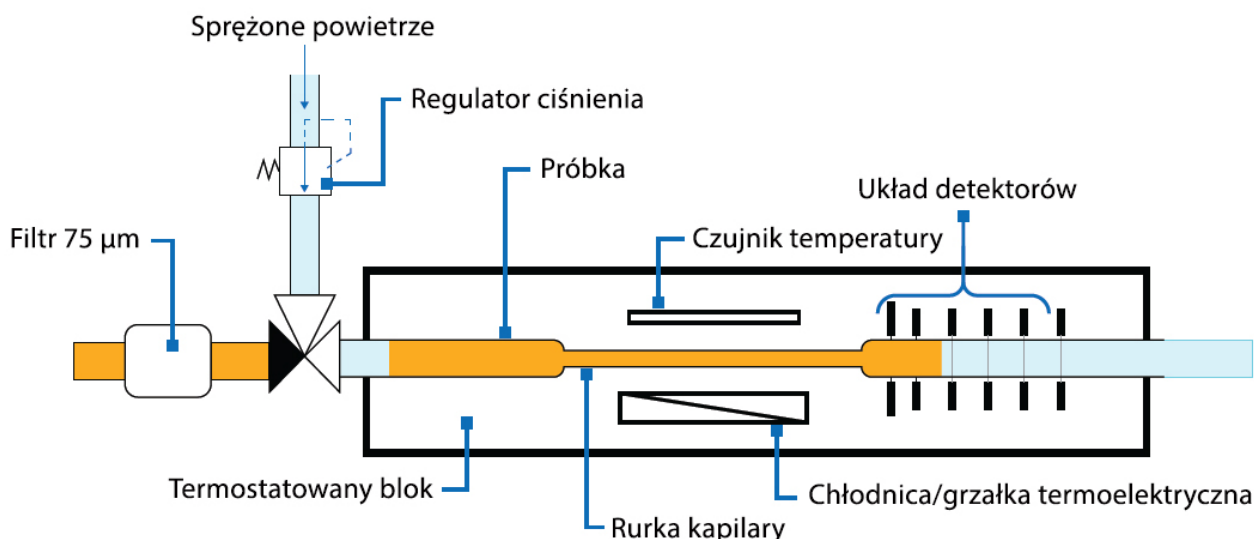 Sprężone powietrze
Regulator ciśnienia
Próbka
Układ detektorów
Filtr 75 µm
Czujnik temperatury
Termostatowany blok
Chłodnica/grzałka termoelektryczna
Rurka kapilary